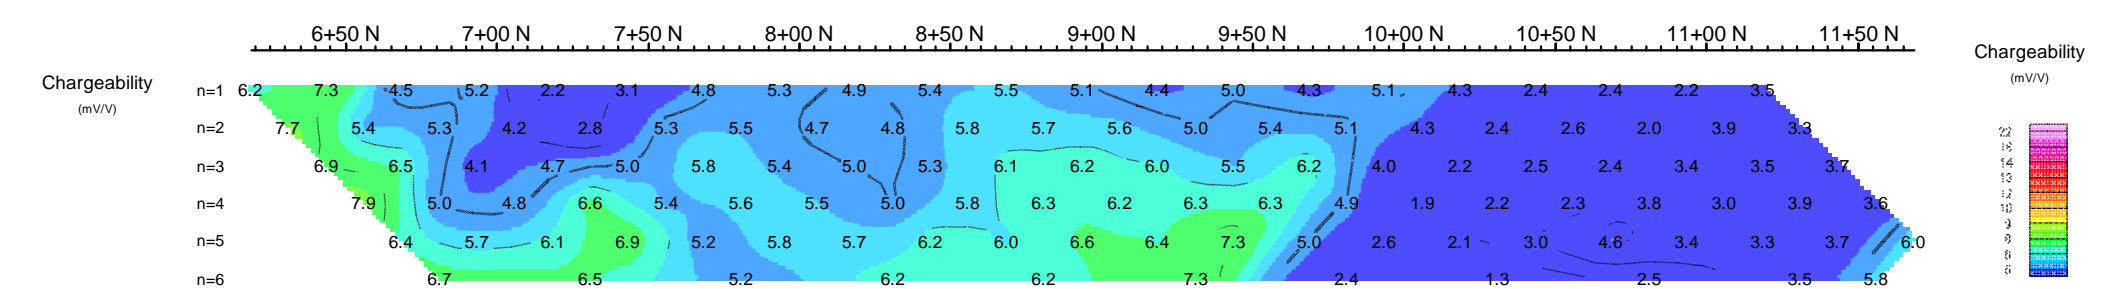 6+50 N 7+00 N 7+50 N 8+00 N 8+50 N 9+00 N 9+50 N 10+00 N 10+50 N 11+00 N 11+50 N
Chargeability Chargeability
(mV/V) (mV/V)
n=1 6.2 7.3 4.5 5.2 2.2 3.1 4.8 5.3 4.9 5.4 5.5 5.1 4.4 5.0 4.3 5.1 4.3 2.4 2.4 2.2 3.5
n=2 7.7 5.4 5.3 4.2 2.8 5.3 5.5 4.7 4.8 5.8 5.7 5.6 5.0 5.4 5.1 4.3 2.4 2.6 2.0 3.9 3.3
n=3 6.9 6.5 4.1 4.7 5.0 5.8 5.4 5.0 5.3 6.1 6.2 6.0 5.5 6.2 4.0 2.2 2.5 2.4 3.4 3.5 3.7
n=4 7.9 5.0 4.8 6.6 5.4 5.6 5.5 5.0 5.8 6.3 6.2 6.3 6.3 4.9 1.9 2.2 2.3 3.8 3.0 3.9 3.6
n=5 6.4 5.7 6.1 6.9 5.2 5.8 5.7 6.2 6.0 6.6 6.4 7.3 5.0 2.6 2.1 3.0 4.6 3.4 3.3 3.7 6.0
n=6 6.7 6.5 5.2 6.2 6.2 7.3 2.4 1.3 2.5 3.5 5.8
14
13
12
10
9
8